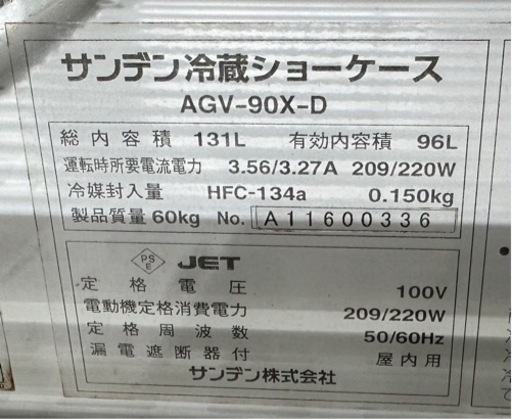 サンデン冷蔵ショーケース
AGV-90X-D
総内容積 131L 有効内容積 96L
運転時所要電流電力 3.56/3.27A 209/220W
冷媒封入量 HFC-134a 0.150kg
製品質量 60kg No. A11600336
PSE JET
定格電圧 100V
電動機定格消費電力 209/220W
定格周波数 50/60Hz
漏電遮断器付 屋内用
サンデン株式会社